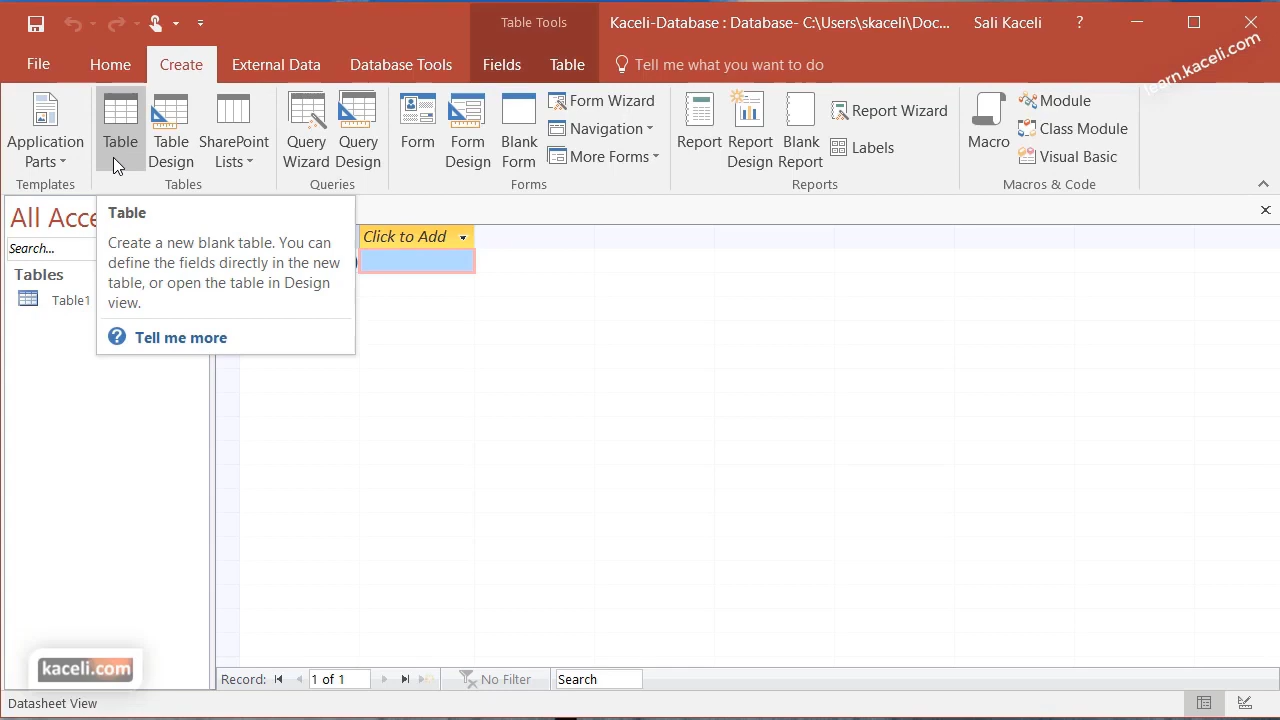 Table Tools
Kaceli-Database : Database- C:\Users\skaceli\Doc...
Sali Kaceli
?
File
Home
Create
External Data
Database Tools
Fields
Table
Tell me what you want to do
learn.kaceli.com
Application Parts
Table
Table Design
SharePoint Lists
Query Wizard
Query Design
Form
Form Design
Blank Form
Form Wizard
Navigation
More Forms
Report
Report Design
Blank Report
Report Wizard
Labels
Macro
Module
Class Module
Visual Basic
Templates
Tables
Queries
Forms
Reports
Macros & Code
All Acce
Search...
Tables
Table1
Table
Create a new blank table. You can
define the fields directly in the new
table, or open the table in Design
view.
? Tell me more
Click to Add
)
kaceli.com
Record:
1 of 1
No Filter
Search
Datasheet View